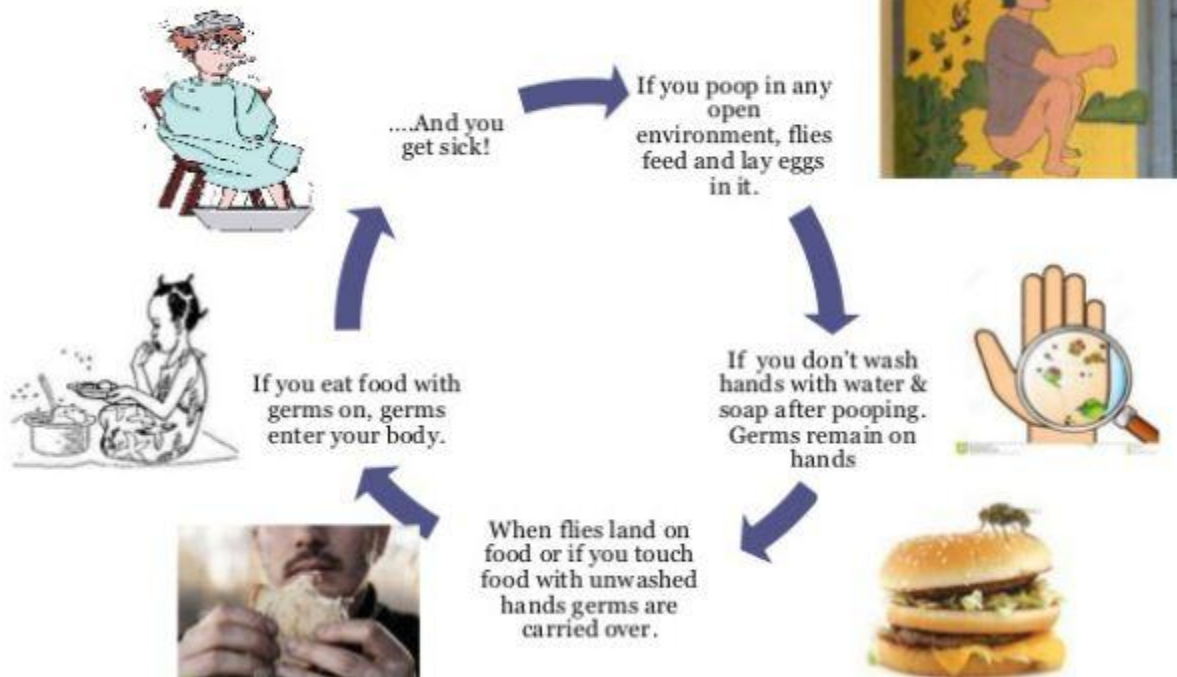 If you poop in any
open
environment, flies
feed and lay eggs
in it.
If you don't wash
hands with water &
soap after pooping.
Germs remain on
hands
When flies land on
food or if you touch
food with unwashed
hands germs are
carried over.
If you eat food with
germs on, germs
enter your body.
....And you
get sick!